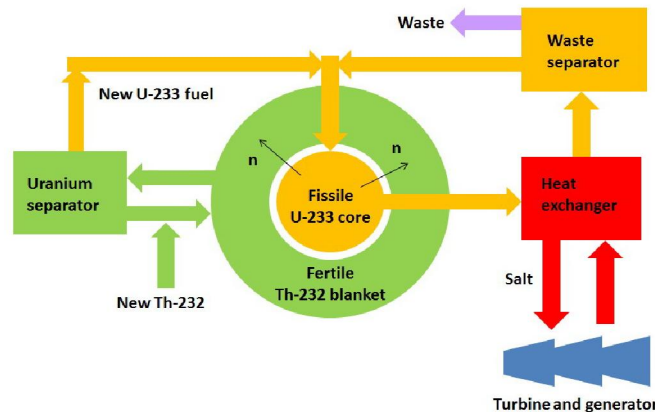 Waste
Waste
separator
New U-233 fuel
n
n
Uranium
separator
Fissile
U-233 core
Heat
exchanger
Fertile
Th-232 blanket
Salt
New Th-232
Turbine and generator